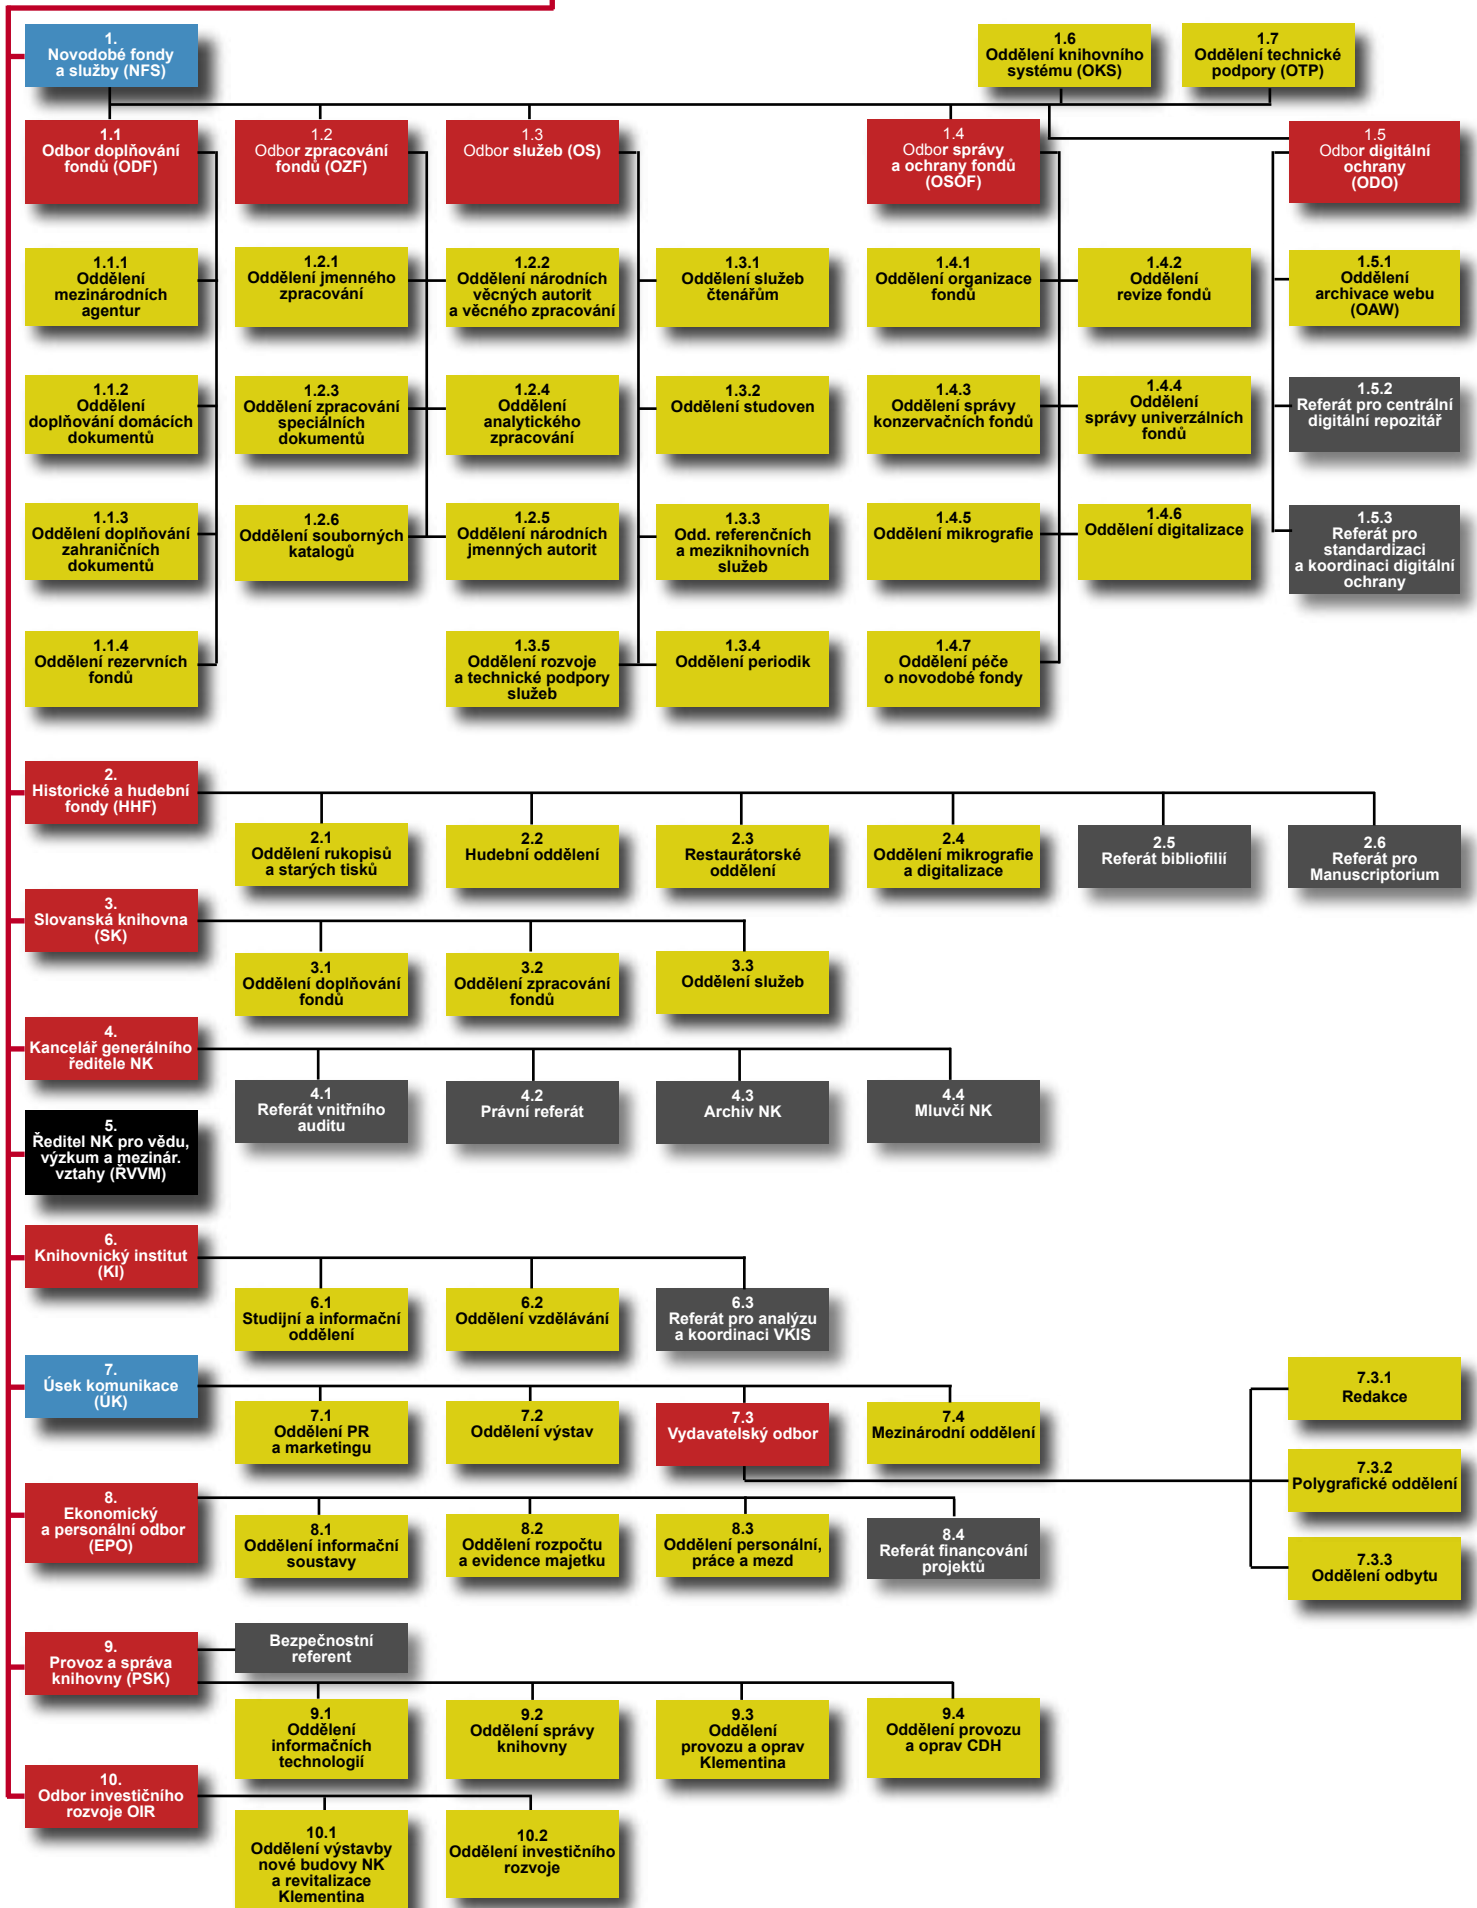 1.
Novodobé fondy
a služby (NFS)
1.6
Oddělení knihovního
systému (OKS)
1.7
Oddělení technické
podpory (OTP)
1.1
Odbor doplňování
fondů (ODF)
1.2
Odbor zpracování
fondů (OZF)
1.3
Odbor služeb (OS)
1.4
Odbor správy
a ochrany fondů
(OSOF)
1.5
Odbor digitální
ochrany
(ODO)
1.1.1
Oddělení
mezinárodních
agentur
1.2.1
Oddělení jmenného
zpracování
1.2.2
Oddělení národních
věcných autorit
a věcného zpracování
1.3.1
Oddělení služeb
čtenářům
1.4.1
Oddělení organizace
fondů
1.4.2
Oddělení
revize fondů
1.5.1
Oddělení
archivace webu
(OAW)
1.1.2
Oddělení
doplňování domácích
dokumentů
1.2.3
Oddělení zpracování
speciálních
dokumentů
1.2.4
Oddělení
analytického
zpracování
1.3.2
Oddělení studoven
1.4.3
Oddělení správy
konzervačních fondů
1.4.4
Oddělení
správy univerzálních
fondů
1.5.2
Referát pro centrální
digitální repozitář
1.1.3
Oddělení doplňování
zahraničních
dokumentů
1.2.6
Oddělení souborných
katalogů
1.2.5
Oddělení národních
jmenných autorit
1.3.3
Odd. referenčních
a meziknihovních
služeb
1.4.5
Oddělení mikrografie
1.4.6
Oddělení digitalizace
1.5.3
Referát pro
standardizaci
a koordinaci digitální
ochrany
1.1.4
Oddělení rezervních
fondů
1.3.5
Oddělení rozvoje
a technické podpory
služeb
1.3.4
Oddělení periodik
1.4.7
Oddělení péče
o novodobé fondy
2.
Historické a hudební
fondy (HHF)
2.1
Oddělení rukopisů
a starých tisků
2.2
Hudební oddělení
2.3
Restaurátorské
oddělení
2.4
Oddělení mikrografie
a digitalizace
2.5
Referát bibliofilií
2.6
Referát pro
Manuscriptorium
3.
Slovanská knihovna
(SK)
3.1
Oddělení doplňování
fondů
3.2
Oddělení zpracování
fondů
3.3
Oddělení služeb
4.
Kancelář generálního
ředitele NK
4.1
Referát vnitřního
auditu
4.2
Právní referát
4.3
Archiv NK
4.4
Mluvčí NK
5.
Ředitel NK pro vědu,
výzkum a mezinár.
vztahy (ŘVVM)
6.
Knihovnický institut
(KI)
6.1
Studijní a informační
oddělení
6.2
Oddělení vzdělávání
6.3
Referát pro analýzu
a koordinaci VKIS
7.
Úsek komunikace
(ÚK)
7.1
Oddělení PR
a marketingu
7.2
Oddělení výstav
7.3
Vydavatelský odbor
7.4
Mezinárodní oddělení
7.3.1
Redakce
7.3.2
Polygrafické oddělení
7.3.3
Oddělení odbytu
8.
Ekonomický
a personální odbor
(EPO)
8.1
Oddělení informační
soustavy
8.2
Oddělení rozpočtu
a evidence majetku
8.3
Oddělení personální,
práce a mezd
8.4
Referát financování
projektů
9.
Provoz a správa
knihovny (PSK)
Bezpečnostní
referent
9.1
Oddělení
informačních
technologií
9.2
Oddělení správy
knihovny
9.3
Oddělení
provozu a oprav
Klementina
9.4
Oddělení provozu
a oprav CDH
10.
Odbor investičního
rozvoje OIR
10.1
Oddělení výstavby
nové budovy NK
a revitalizace
Klementina
10.2
Oddělení investičního
rozvoje